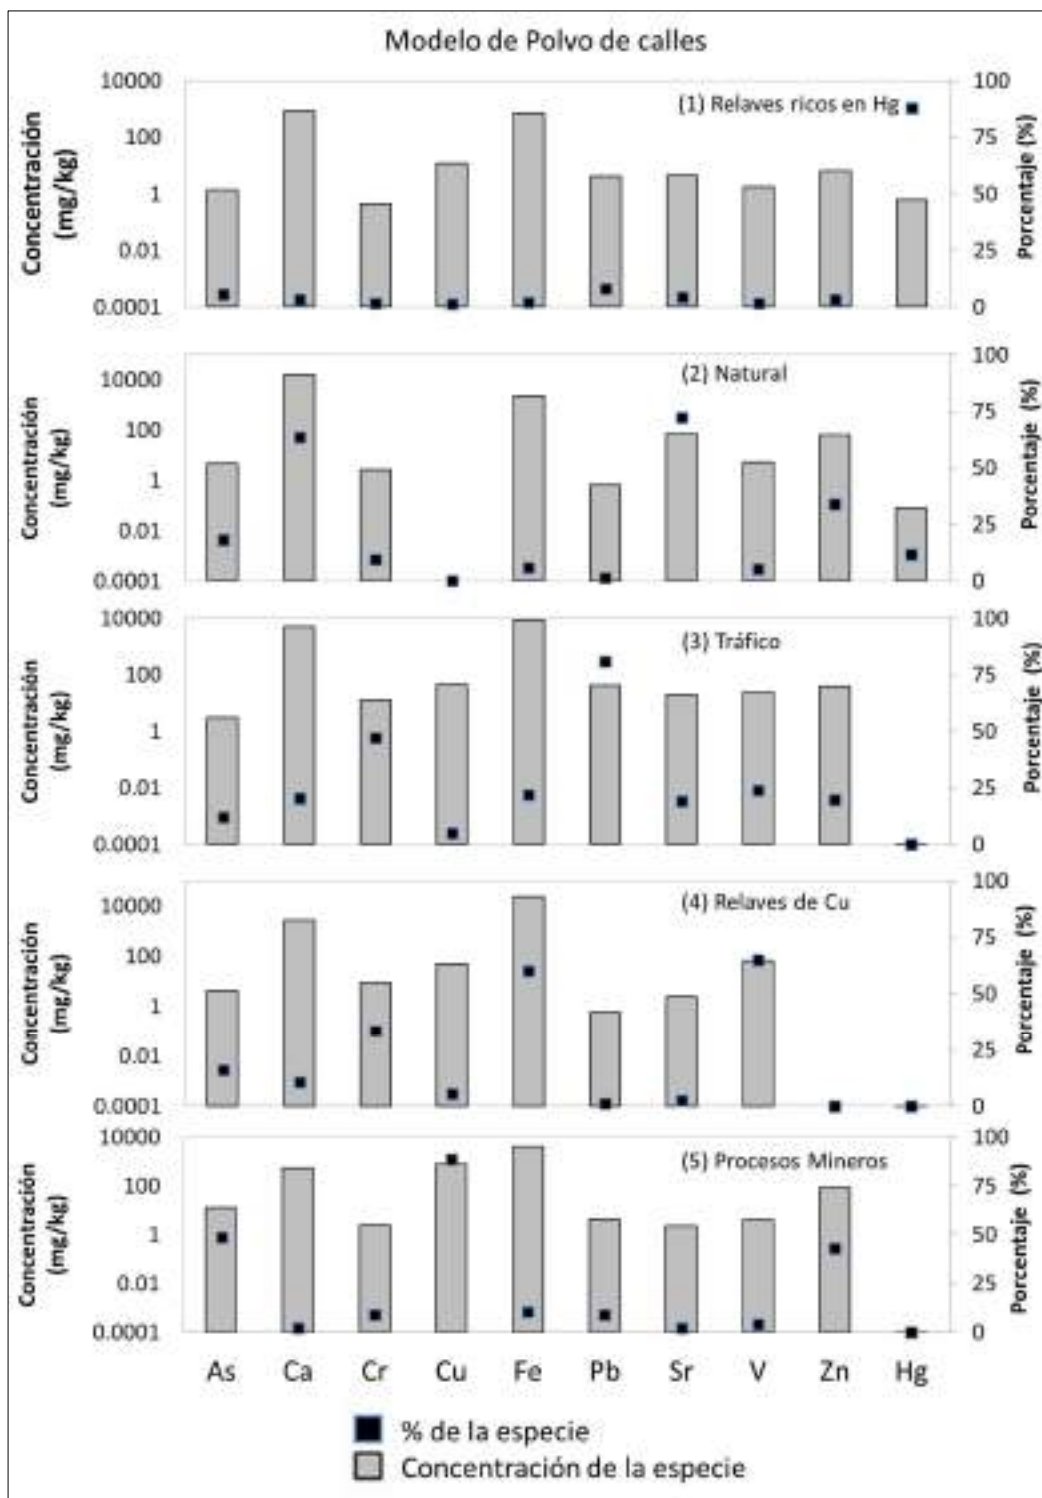 Modelo de Polvo de calles
Concentración
(mg/kg)
10000
100
1
0.01
0.0001
(1) Relaves ricos en Hg
100
75
50
25
0
Porcentaje (%)
Concentración
(mg/kg)
10000
100
1
0.01
0.0001
(2) Natural
100
75
50
25
0
Porcentaje (%)
Concentración
(mg/kg)
10000
100
1
0.01
0.0001
(3) Tráfico
100
75
50
25
0
Porcentaje (%)
Concentración
(mg/kg)
10000
100
1
0.01
0.0001
(4) Relaves de Cu
100
75
50
25
0
Porcentaje (%)
Concentración
(mg/kg)
10000
100
1
0.01
0.0001
(5) Procesos Mineros
100
75
50
25
0
Porcentaje (%)
As Ca Cr Cu Fe Pb Sr V Zn Hg
% de la especie
Concentración de la especie